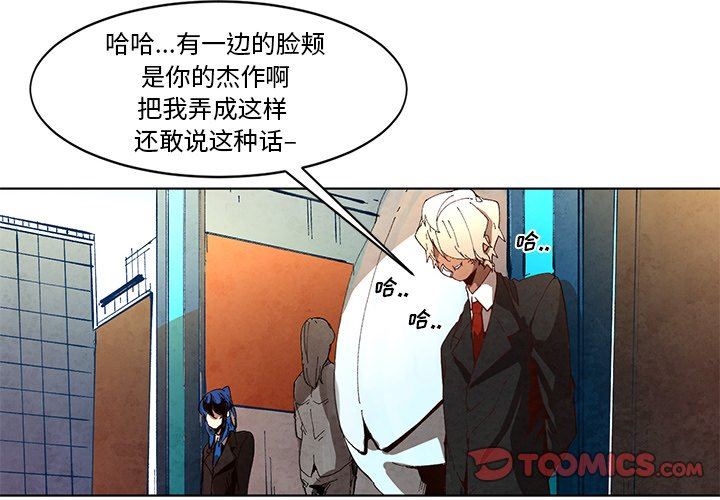 哈哈...有一边的脸颊
是你的杰作啊
把我弄成这样
还敢说这种话-
哈..
哈..
哈..
TOOMICS.COM